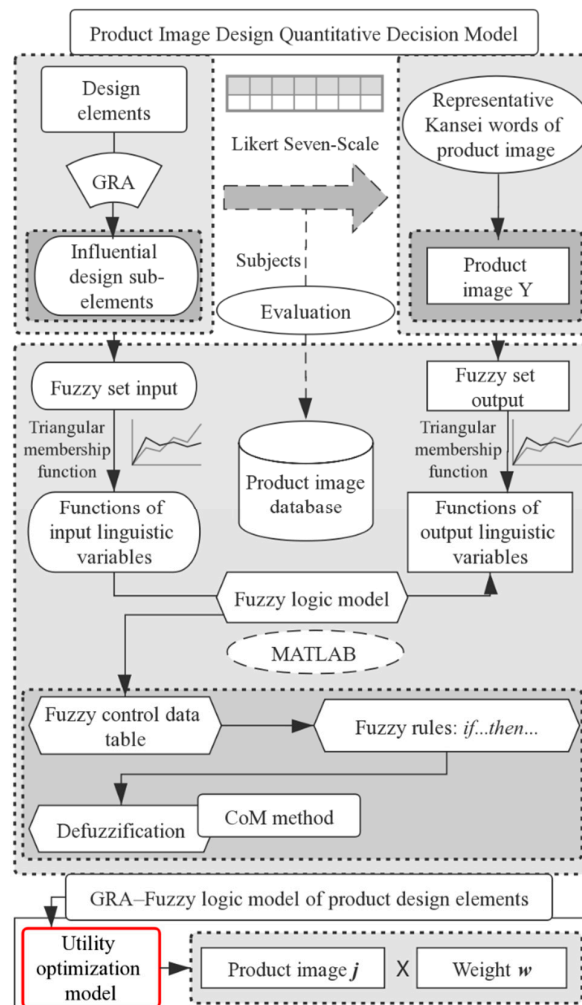 Product Image Design Quantitative Decision Model
Design
elements
GRA
Influential
design sub-
elements
Likert Seven-Scale
Subjects
Evaluation
Representative
Kansei words of
product image
Product
image Y
Fuzzy set input
Triangular
membership
function
Functions of
input linguistic
variables
Product image
database
Fuzzy set
output
Triangular
membership
function
Functions of
output linguistic
variables
Fuzzy logic model
MATLAB
Fuzzy control data
table
Fuzzy rules: if...then...
Defuzzification
CoM method
GRA–Fuzzy logic model of product design elements
Utility
optimization
model
Product image j
X
Weight w